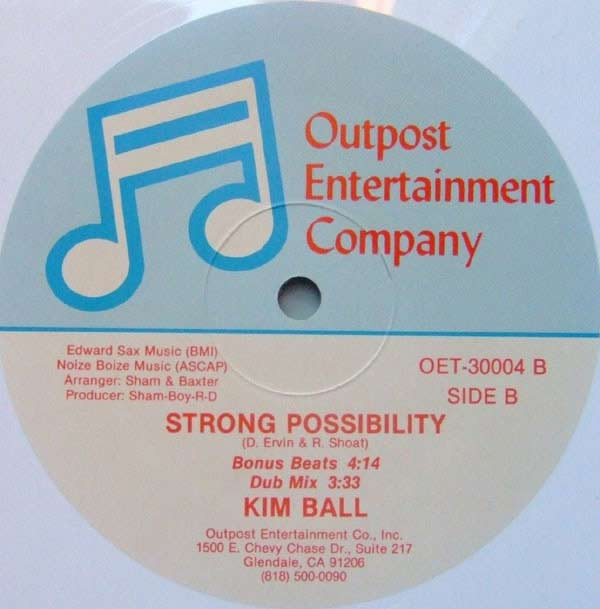 Outpost
Entertainment
Company
Edward Sax Music (BMI)
Noize Boize Music (ASCAP)
Arranger: Sham & Baxter
Producer: Sham-Boy-R-D
OET-30004 B
SIDE B
STRONG POSSIBILITY
(D. Ervin & R. Shoat)
Bonus Beats 4:14
Dub Mix 3:33
KIM BALL
Outpost Entertainment Co., Inc.
1500 E. Chevy Chase Dr., Suite 217
Glendale, CA 91206
(818) 500-0090